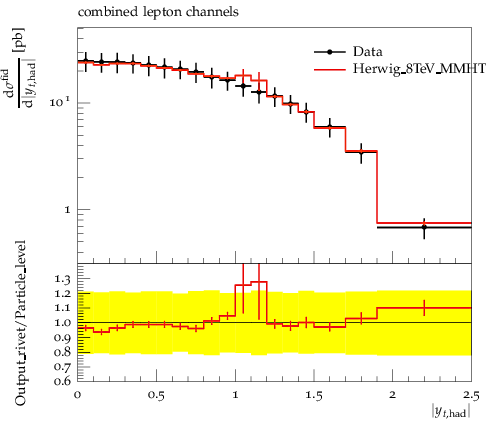 combined lepton channels
dσ^fid / d|y_t,had| [pb]
Data
Herwig_8TeV_MMHT
10^1
1
Output_rivet/Particle_level
1.3
1.2
1.1
1.0
0.9
0.8
0.7
0.6
0 0.5 1 1.5 2 2.5
|y_t,had|